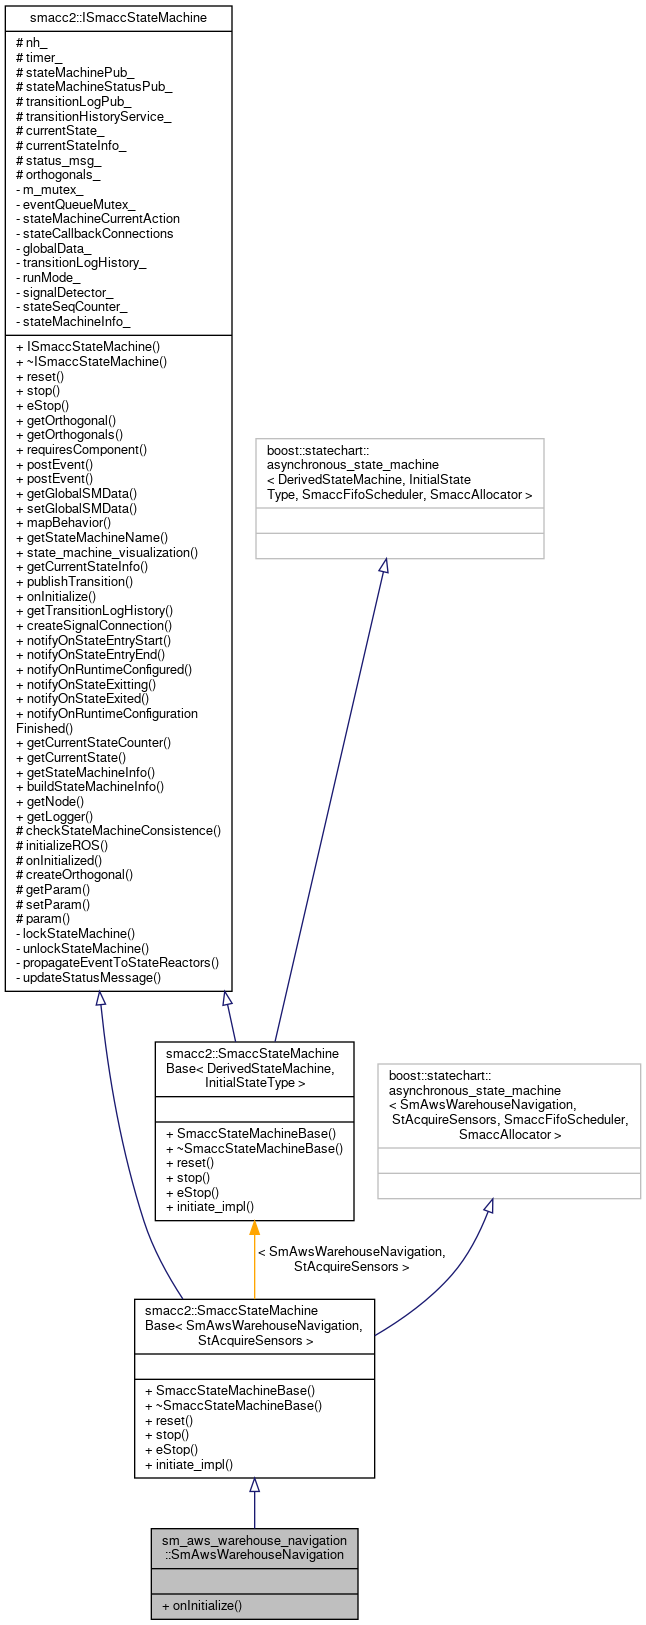 smacc2::ISmaccStateMachine
# nh_
# timer_
# stateMachinePub_
# stateMachineStatusPub_
# transitionLogPub_
# transitionHistoryService_
# currentState_
# currentStateInfo_
# status_msg_
# orthogonals_
- m_mutex_
- eventQueueMutex_
- stateMachineCurrentAction
- stateCallbackConnections
- globalData_
- transitionLogHistory_
- runMode_
- signalDetector_
- stateSeqCounter_
- stateMachineInfo_
+ ISmaccStateMachine()
+ ~ISmaccStateMachine()
+ reset()
+ stop()
+ eStop()
+ getOrthogonal()
+ getOrthogonals()
+ requiresComponent()
+ postEvent()
+ postEvent()
+ getGlobalSMData()
+ setGlobalSMData()
+ mapBehavior()
+ getStateMachineName()
+ state_machine_visualization()
+ getCurrentStateInfo()
+ publishTransition()
+ onInitialize()
+ getTransitionLogHistory()
+ createSignalConnection()
+ notifyOnStateEntryStart()
+ notifyOnStateEntryEnd()
+ notifyOnRuntimeConfigured()
+ notifyOnStateExitting()
+ notifyOnStateExited()
+ notifyOnRuntimeConfiguration
Finished()
+ getCurrentStateCounter()
+ getCurrentState()
+ getStateMachineInfo()
+ buildStateMachineInfo()
+ getNode()
+ getLogger()
# checkStateMachineConsistence()
# initializeROS()
# onInitialized()
# createOrthogonal()
# getParam()
# setParam()
# param()
- lockStateMachine()
- unlockStateMachine()
- propagateEventToStateReactors()
- updateStatusMessage()
boost::statechart::
asynchronous_state_machine
< DerivedStateMachine, InitialState
Type, SmaccFifoScheduler, SmaccAllocator >
smacc2::SmaccStateMachine
Base< DerivedStateMachine,
InitialStateType >
+ SmaccStateMachineBase()
+ ~SmaccStateMachineBase()
+ reset()
+ stop()
+ eStop()
+ initiate_impl()
boost::statechart::
asynchronous_state_machine
< SmAwsWarehouseNavigation,
StAcquireSensors, SmaccFifoScheduler,
SmaccAllocator >
< SmAwsWarehouseNavigation,
StAcquireSensors >
smacc2::SmaccStateMachine
Base< SmAwsWarehouseNavigation,
StAcquireSensors >
+ SmaccStateMachineBase()
+ ~SmaccStateMachineBase()
+ reset()
+ stop()
+ eStop()
+ initiate_impl()
sm_aws_warehouse_navigation
::SmAwsWarehouseNavigation
+ onInitialize()